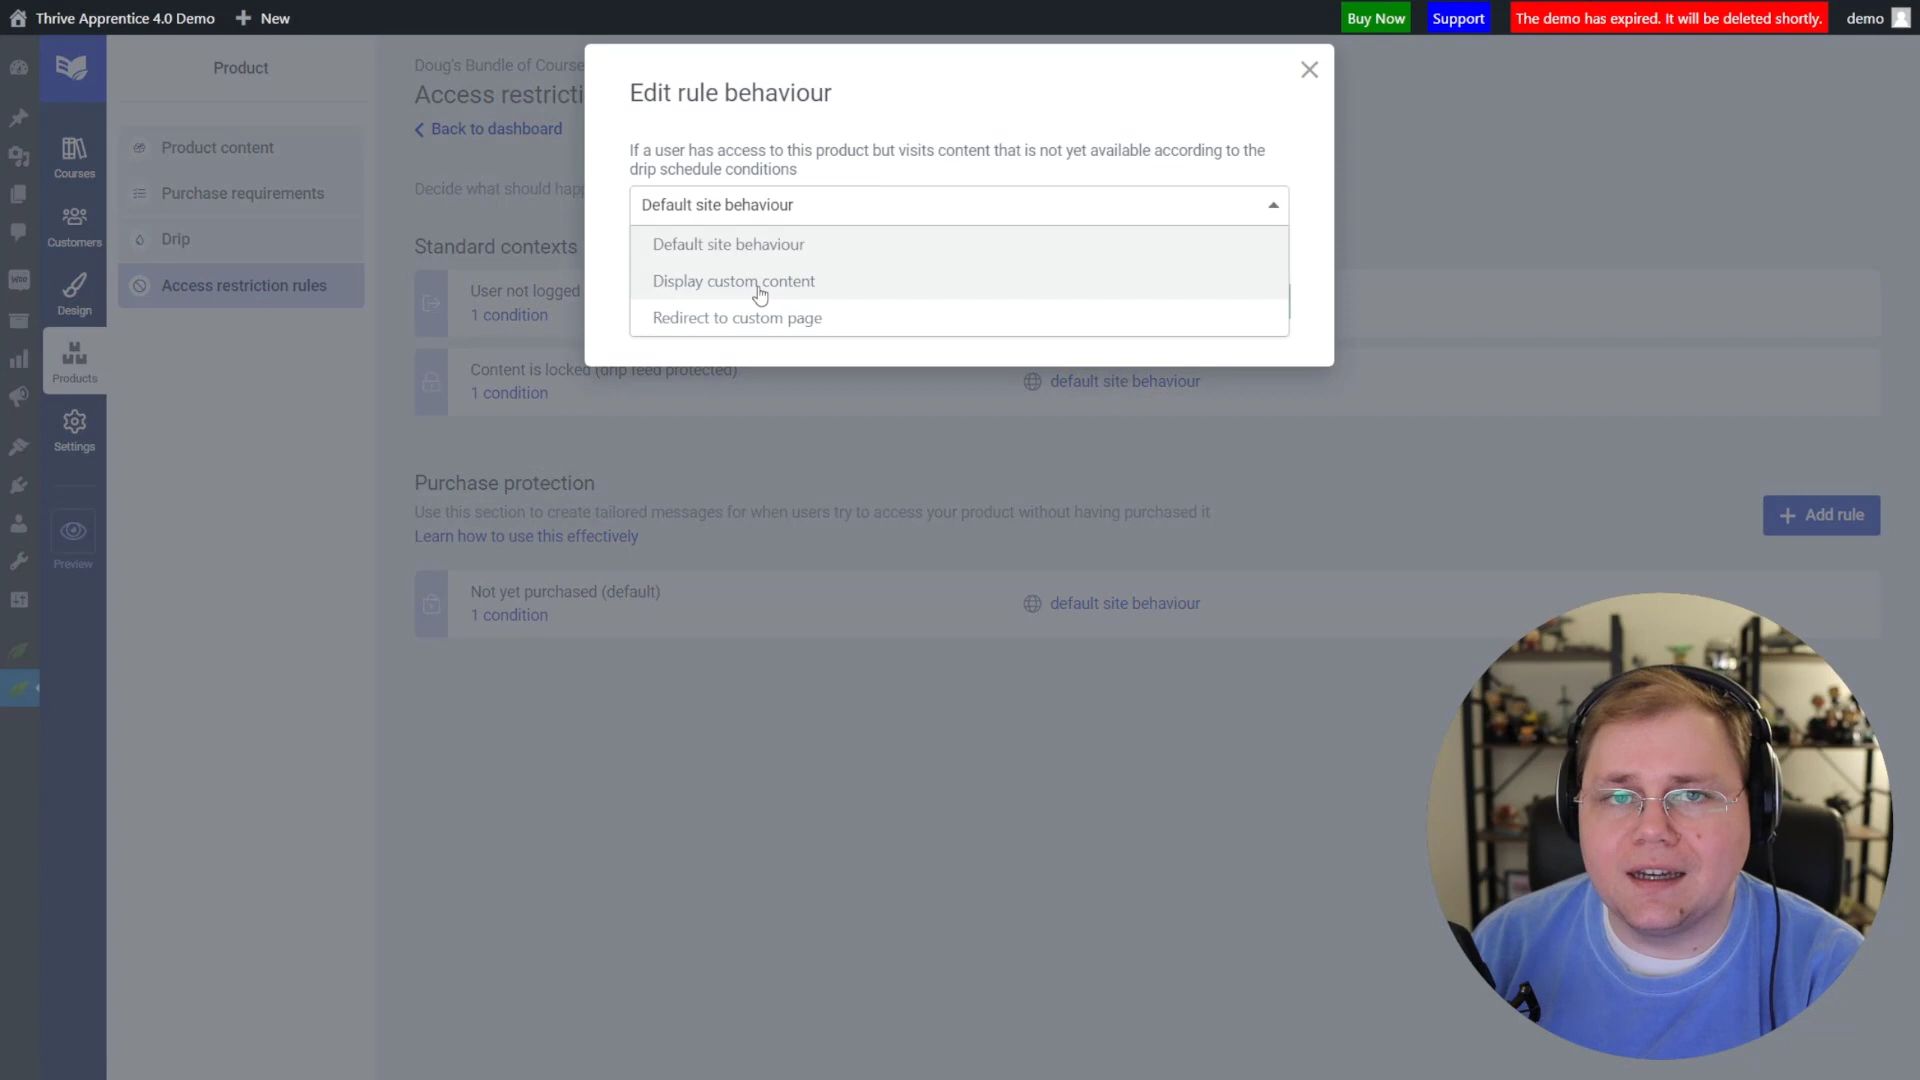 Thrive Apprentice 4.0 Demo
New
Buy Now
Support
The demo has expired. It will be deleted shortly.
demo
Courses
Customers
Design
Products
Settings
Preview
Product
Product content
Purchase requirements
Drip
Access restriction rules
Doug's Bundle of Course
Access restricti
Back to dashboard
Decide what should happ
Standard contexts
User not logged
1 condition
Content is locked (drip feed protected)
1 condition
default site behaviour
Purchase protection
Use this section to create tailored messages for when users try to access your product without having purchased it
Learn how to use this effectively
Add rule
Not yet purchased (default)
1 condition
default site behaviour
Edit rule behaviour
If a user has access to this product but visits content that is not yet available according to the
drip schedule conditions
Default site behaviour
Default site behaviour
Display custom content
Redirect to custom page